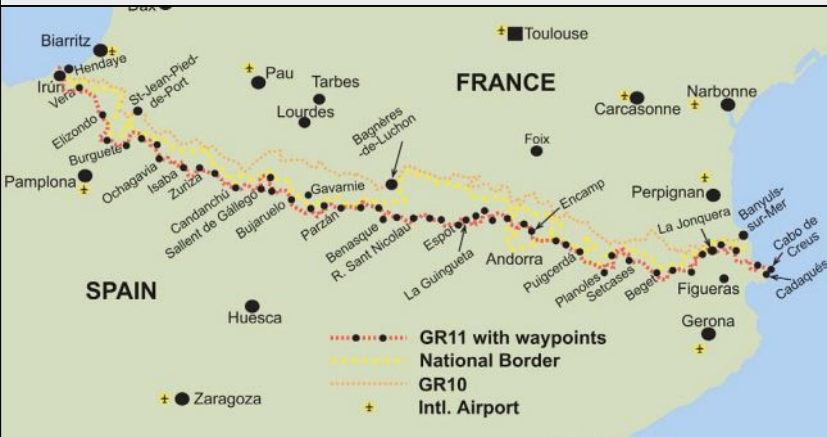 Dax
Biarritz
Hendaye
Irún
Vera
St-Jean-Pied-
de-Port
Elizondo
Burguete
Pamplona
Ochagavia
Isaba
Zuriza
Candanchú
Sallent de Gállego
Bujaruelo
Gavarnie
Parzán
Pau
Tarbes
Lourdes
Bagnères
-de-Luchon
Toulouse
FRANCE
Foix
Carcasonne
Narbonne
Perpignan
Banyuls-
sur-Mer
La Jonquera
Cabo de
Creus
Cadaqués
Benasque
R. Sant Nicolau
Espot
La Guingueta
Encamp
Andorra
Puigcerdá
Planoles
Setcases
Beget
Figueras
Gerona
SPAIN
Huesca
Zaragoza
GR11 with waypoints
National Border
GR10
Intl. Airport